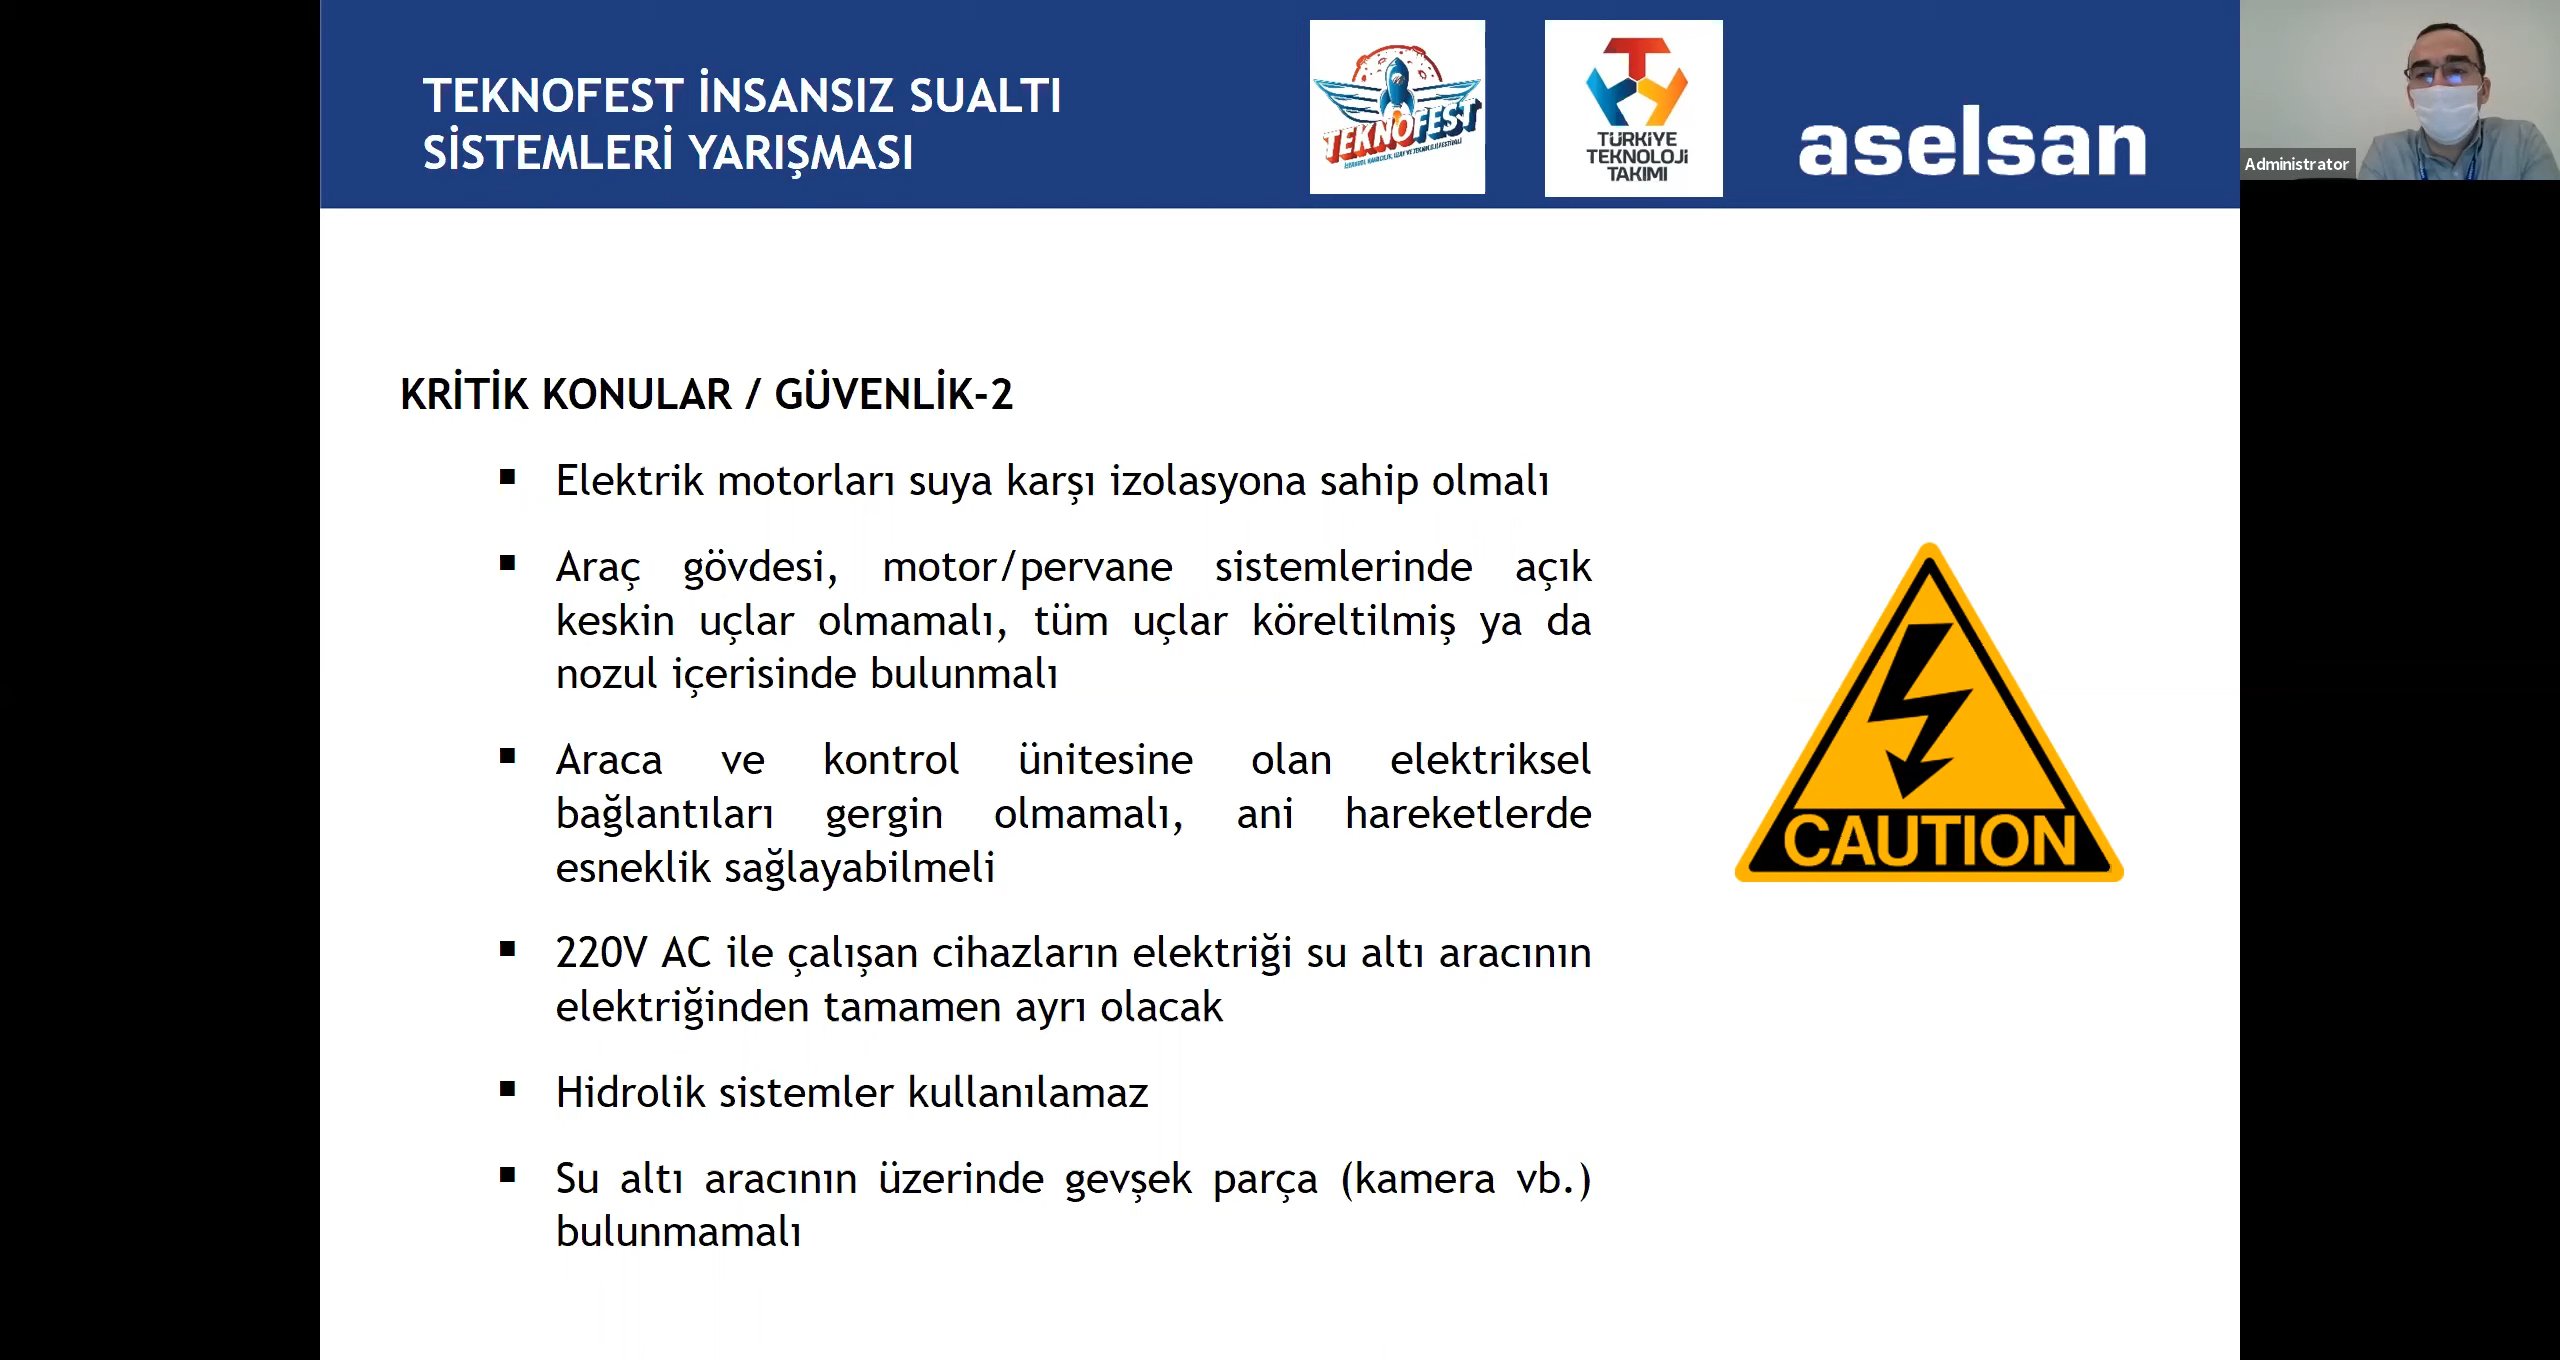 TEKNOFEST İNSANSIZ SUALTI
SİSTEMLERİ YARIŞMASI
TEKNOFEST
TÜRKİYE
TEKNOLOJİ
TAKIMI
aselsan
Administrator
KRİTİK KONULAR / GÜVENLİK-2
▪ Elektrik motorları suya karşı izolasyona sahip olmalı
▪ Araç gövdesi, motor/pervane sistemlerinde açık
keskin uçlar olmamalı, tüm uçlar köreltilmiş ya da
nozul içerisinde bulunmalı
▪ Araca ve kontrol ünitesine olan elektriksel
bağlantıları gergin olmamalı, ani hareketlerde
esneklik sağlayabilmeli
▪ 220V AC ile çalışan cihazların elektriği su altı aracının
elektriğinden tamamen ayrı olacak
▪ Hidrolik sistemler kullanılamaz
▪ Su altı aracının üzerinde gevşek parça (kamera vb.)
bulunmamalı
CAUTION